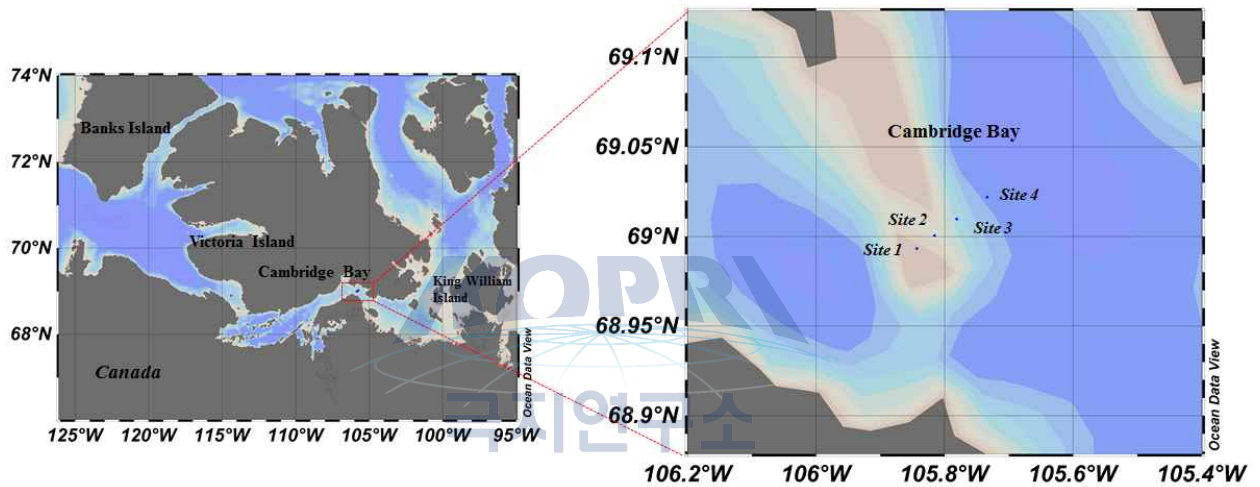 74°N
72°N
70°N
68°N
125°W
120°W
115°W
110°W
105°W
100°W
95°W
Banks Island
Victoria Island
Cambridge Bay
King William
Island
Canada
Ocean Data View
69.1°N
69.05°N
69°N
68.95°N
68.9°N
106.2°W
106°W
105.8°W
105.6°W
105.4°W
Cambridge Bay
Site 4
Site 2
Site 3
Site 1
Ocean Data View
KOPRI
극지연구소